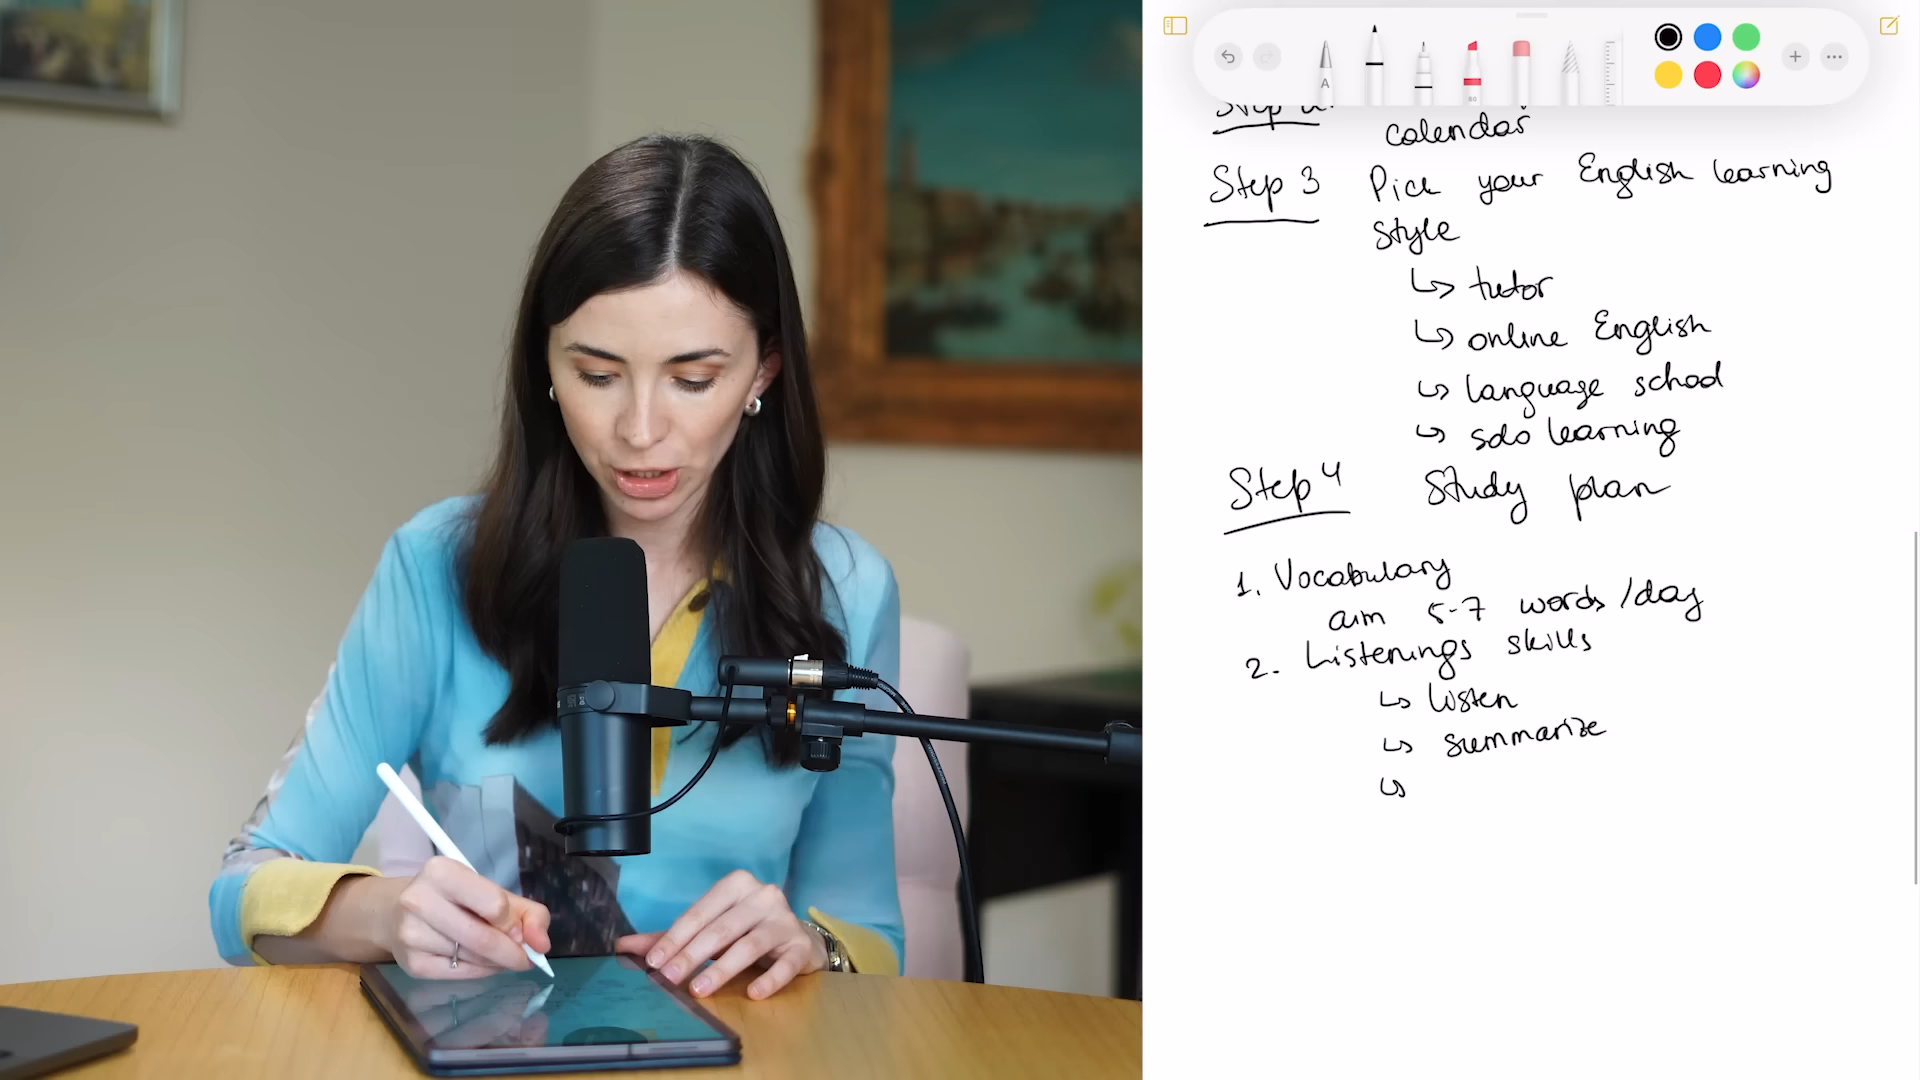 calendar
Step 3 Pick your English learning
style
↳ tutor
↳ online English
↳ language school
↳ solo learning
Step 4 Study plan
1. Vocabulary
aim 5-7 words/day
2. Listenings skills
↳ listen
↳ summarize
↳